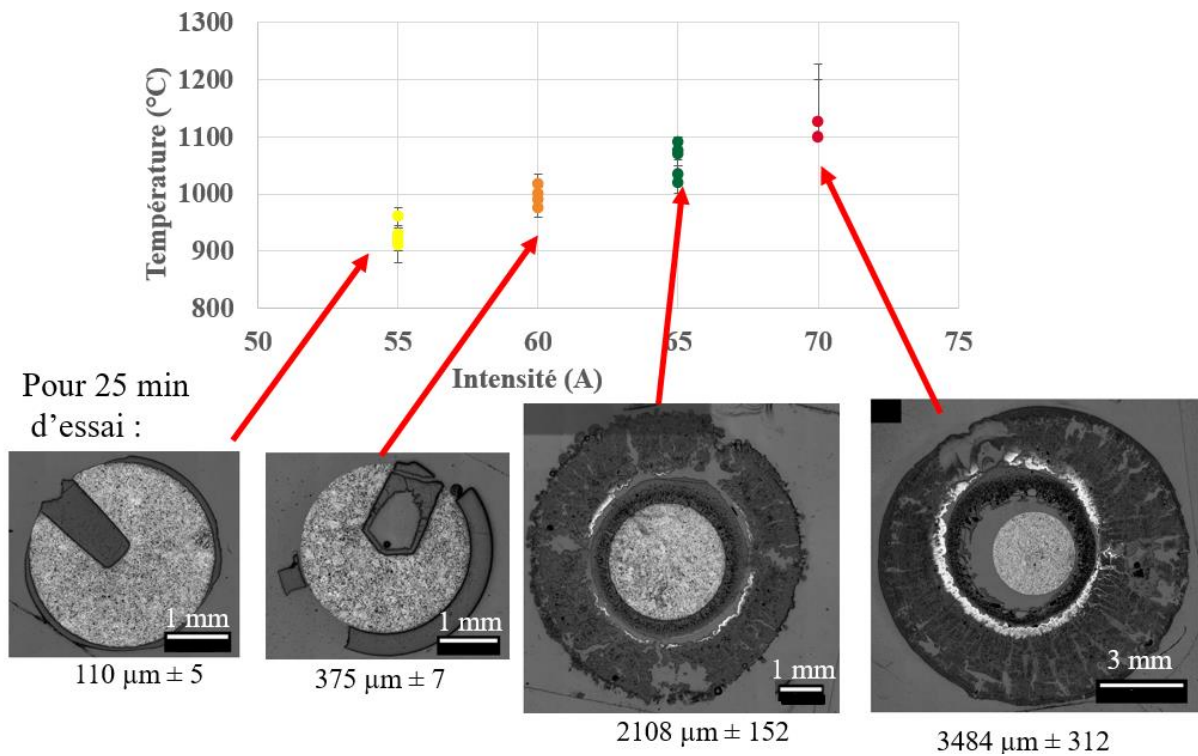 1300
1200
1100
1000
900
800
Température (°C)
50 55 60 65 70 75
Intensité (A)
Pour 25 min
d’essai :
1 mm
1 mm
1 mm
3 mm
110 µm ± 5
375 µm ± 7
2108 µm ± 152
3484 µm ± 312